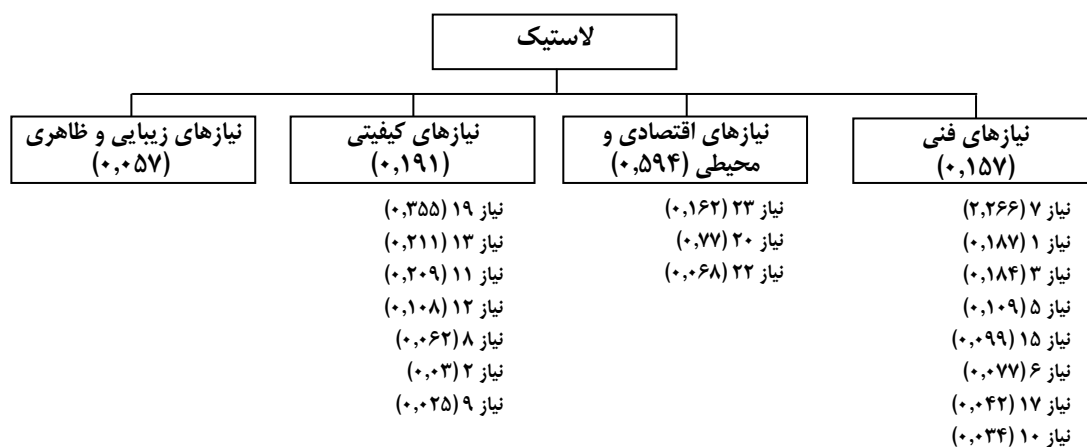 لاستیک
نیازهای فنی
(۰,۱۵۷)
نیازهای اقتصادی و
محیطی (۰,۵۹۴)
نیازهای کیفیتی
(۰,۱۹۱)
نیازهای زیبایی و ظاهری
(۰,۰۵۷)
نیاز ۷ (۲,۲۶۶)
نیاز ۱ (۰,۱۸۷)
نیاز ۳ (۰,۱۸۴)
نیاز ۵ (۰,۱۰۹)
نیاز ۱۵ (۰,۰۹۹)
نیاز ۶ (۰,۰۷۷)
نیاز ۱۷ (۰,۰۴۲)
نیاز ۱۰ (۰,۰۳۴)
نیاز ۲۳ (۰,۱۶۲)
نیاز ۲۰ (۰,۷۷)
نیاز ۲۲ (۰,۰۶۸)
نیاز ۱۹ (۰,۳۵۵)
نیاز ۱۳ (۰,۲۱۱)
نیاز ۱۱ (۰,۲۰۹)
نیاز ۱۲ (۰,۱۰۸)
نیاز ۸ (۰,۰۶۲)
نیاز ۲ (۰,۰۳)
نیاز ۹ (۰,۰۲۵)